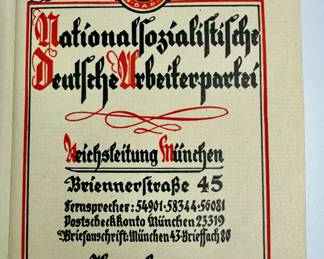 N.S.D.A.P.
Nationalsozialistische
Deutsche Arbeiterpartei
Reichsleitung München
Briennerstraße 45
Fernsprecher: 54901·58344·56081
Postscheckkonto München 23319
Briefanschrift: München 43·Brieffach 80